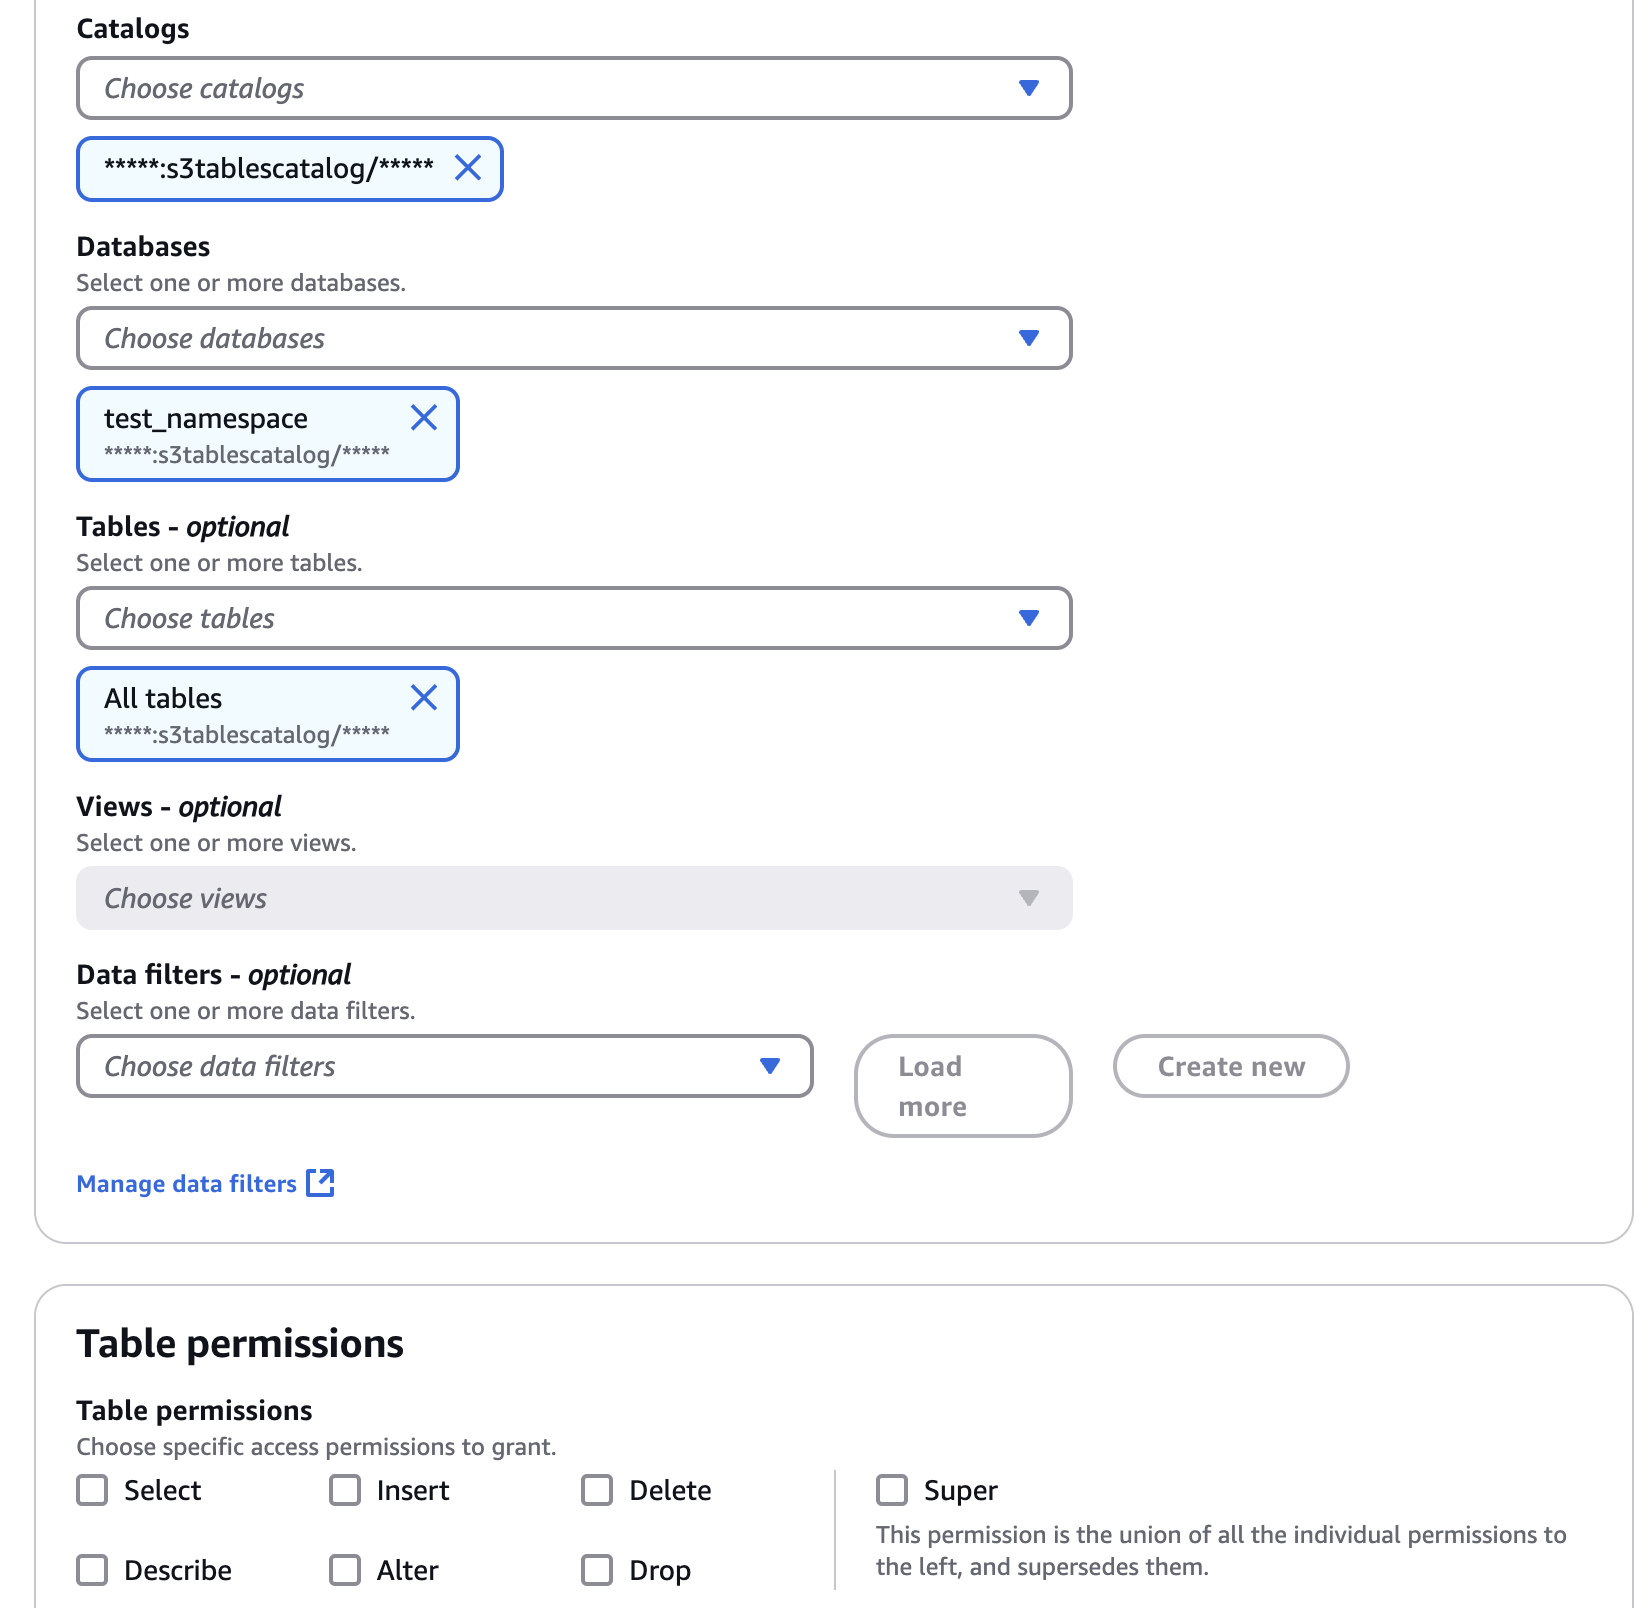 Catalogs
Choose catalogs
*****:s3tablescatalog/*****
Databases
Select one or more databases.
Choose databases
test_namespace
*****:s3tablescatalog/*****
Tables - optional
Select one or more tables.
Choose tables
All tables
*****:s3tablescatalog/*****
Views - optional
Select one or more views.
Choose views
Data filters - optional
Select one or more data filters.
Choose data filters
Load
more
Create new
Manage data filters
Table permissions
Table permissions
Choose specific access permissions to grant.
Select
Insert
Delete
Super
This permission is the union of all the individual permissions to
the left, and supersedes them.
Describe
Alter
Drop